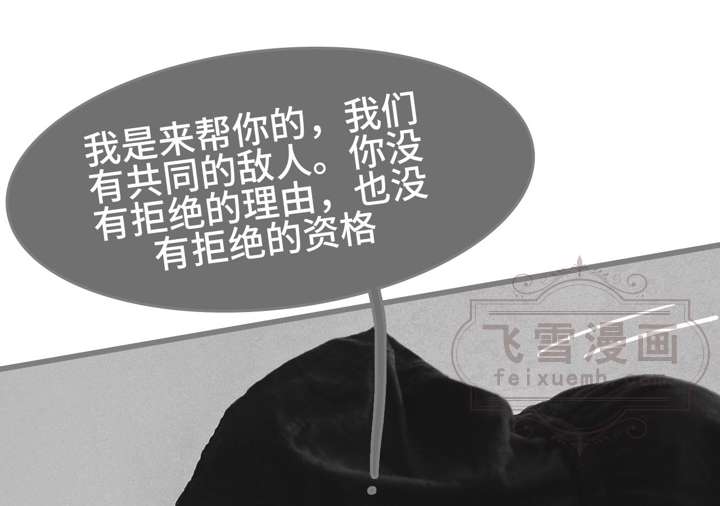 我是来帮你的，我们
有共同的敌人。你没
有拒绝的理由，也没
有拒绝的资格
飞雪漫画
feixuemh.com